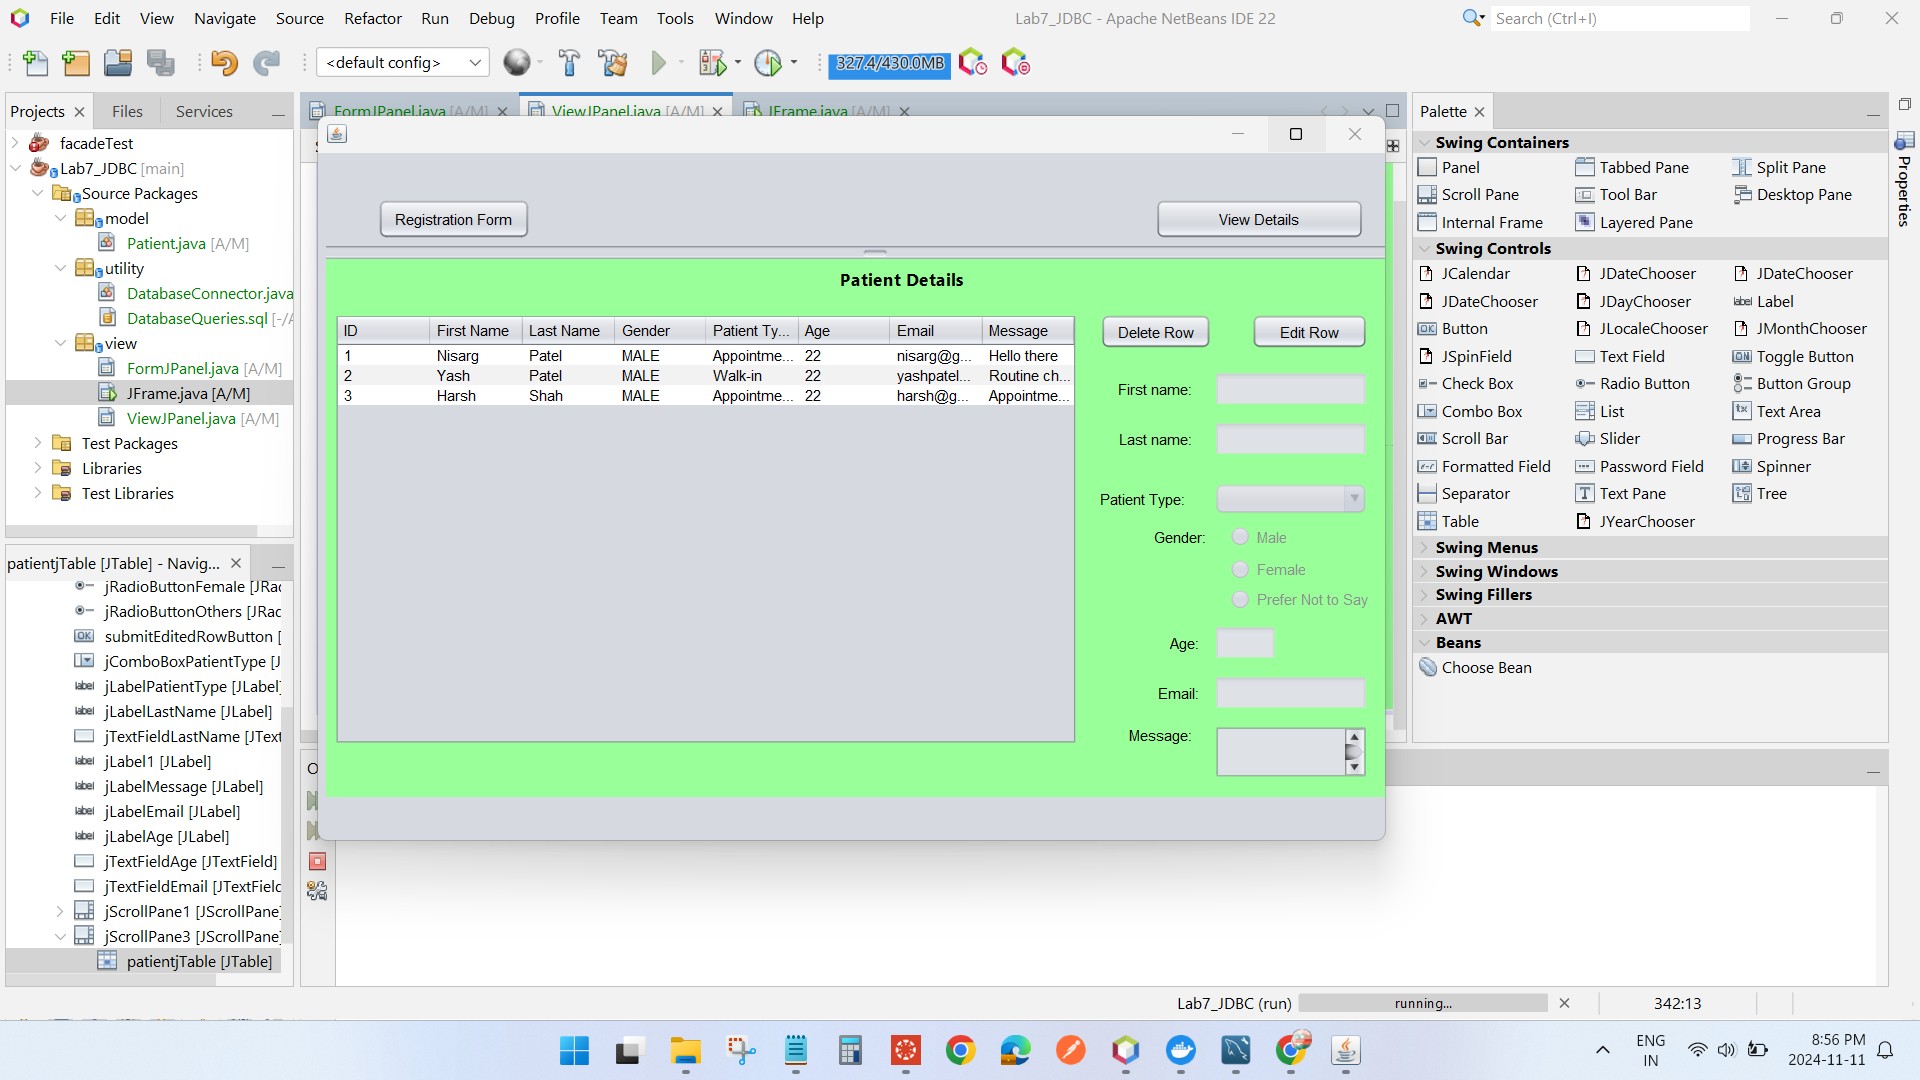 File Edit View Navigate Source Refactor Run Debug Profile Team Tools Window Help
Lab7_JDBC - Apache NetBeans IDE 22
Search (Ctrl+I)
<default config>
327.4/430.0MB
Projects
Files
Services
facadeTest
Lab7_JDBC [main]
Source Packages
model
Patient.java [A/M]
utility
DatabaseConnector.java
DatabaseQueries.sql [-/A
view
FormJPanel.java [A/M]
JFrame.java [A/M]
ViewJPanel.java [A/M]
Test Packages
Libraries
Test Libraries
patientjTable [JTable] - Navig...
jRadioButtonFemale [JRa
jRadioButtonOthers [JRac
submitEditedRowButton [
jComboBoxPatientType [J
jLabelPatientType [JLabel]
jLabelLastName [JLabel]
jTextFieldLastName [JText
jLabel1 [JLabel]
jLabelMessage [JLabel]
jLabelEmail [JLabel]
jLabelAge [JLabel]
jTextFieldAge [JTextField]
jTextFieldEmail [JTextFielc
jScrollPane1 [JScrollPane]
jScrollPane3 [JScrollPane]
patientjTable [JTable]
FormJPanel.java [A/M]
ViewJPanel.java [A/M]
JFrame.java [A/M]
Registration Form
View Details
Patient Details
ID First Name Last Name Gender Patient Ty... Age Email Message
1 Nisarg Patel MALE Appointme... 22 nisarg@g... Hello there
2 Yash Patel MALE Walk-in 22 yashpatel... Routine ch...
3 Harsh Shah MALE Appointme... 22 harsh@g... Appointme...
Delete Row
Edit Row
First name:
Last name:
Patient Type:
Gender:
Male
Female
Prefer Not to Say
Age:
Email:
Message:
Palette
Swing Containers
Panel Tabbed Pane Split Pane
Scroll Pane Tool Bar Desktop Pane
Internal Frame Layered Pane
Swing Controls
JCalendar JDateChooser JDateChooser
JDateChooser JDayChooser Label
Button JLocaleChooser JMonthChooser
JSpinField Text Field Toggle Button
Check Box Radio Button Button Group
Combo Box List Text Area
Scroll Bar Slider Progress Bar
Formatted Field Password Field Spinner
Separator Text Pane Tree
Table JYearChooser
Swing Menus
Swing Windows
Swing Fillers
AWT
Beans
Choose Bean
Properties
Lab7_JDBC (run)
running...
342:13
ENG
IN
8:56 PM
2024-11-11